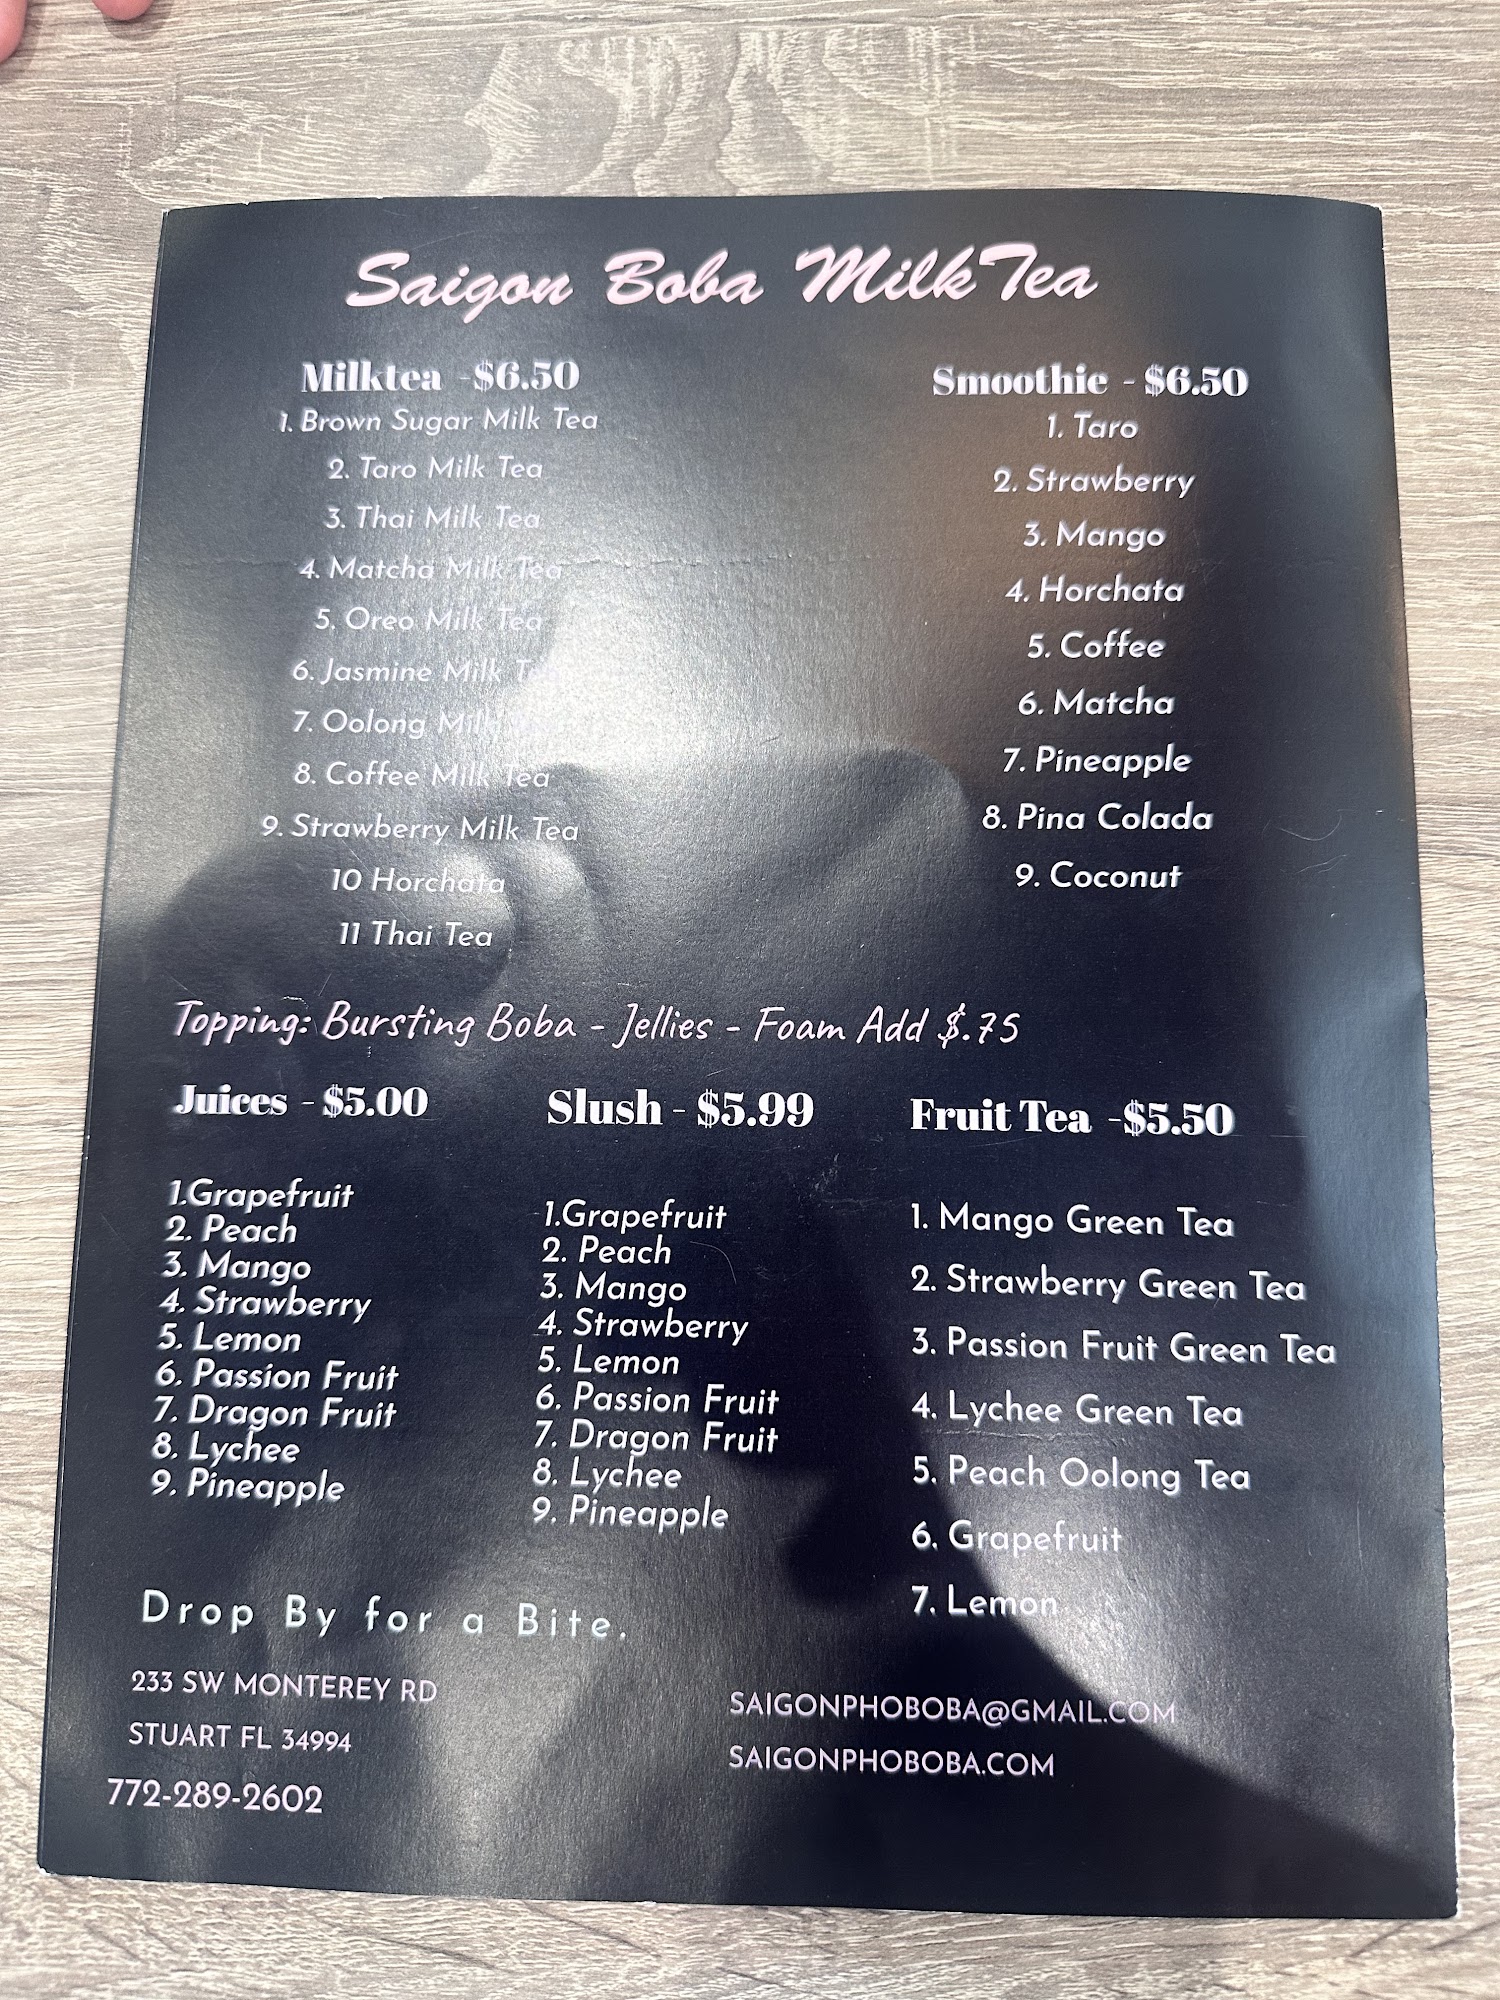 Saigon Boba Milk Tea
Milktea -$6.50
1. Brown Sugar Milk Tea
2. Taro Milk Tea
3. Thai Milk Tea
4. Matcha Milk Tea
5. Oreo Milk Tea
6. Jasmine Milk
7. Oolong Milk
8. Coffee Milk Tea
9. Strawberry Milk Tea
10 Horchata
11 Thai Tea
Smoothie - $6.50
1. Taro
2. Strawberry
3. Mango
4. Horchata
5. Coffee
6. Matcha
7. Pineapple
8. Pina Colada
9. Coconut
Topping: Bursting Boba - Jellies - Foam Add $.75
Juices - $5.00
1.Grapefruit
2. Peach
3. Mango
4. Strawberry
5. Lemon
6. Passion Fruit
7. Dragon Fruit
8. Lychee
9. Pineapple
Slush - $5.99
1.Grapefruit
2. Peach
3. Mango
4. Strawberry
5. Lemon
6. Passion Fruit
7. Dragon Fruit
8. Lychee
9. Pineapple
Fruit Tea -$5.50
1. Mango Green Tea
2. Strawberry Green Tea
3. Passion Fruit Green Tea
4. Lychee Green Tea
5. Peach Oolong Tea
6. Grapefruit
7. Lemon
Drop By for a Bite.
233 SW MONTEREY RD
STUART FL 34994
772-289-2602
SAIGONPHOBOBA@GMAIL.COM
SAIGONPHOBOBA.COM